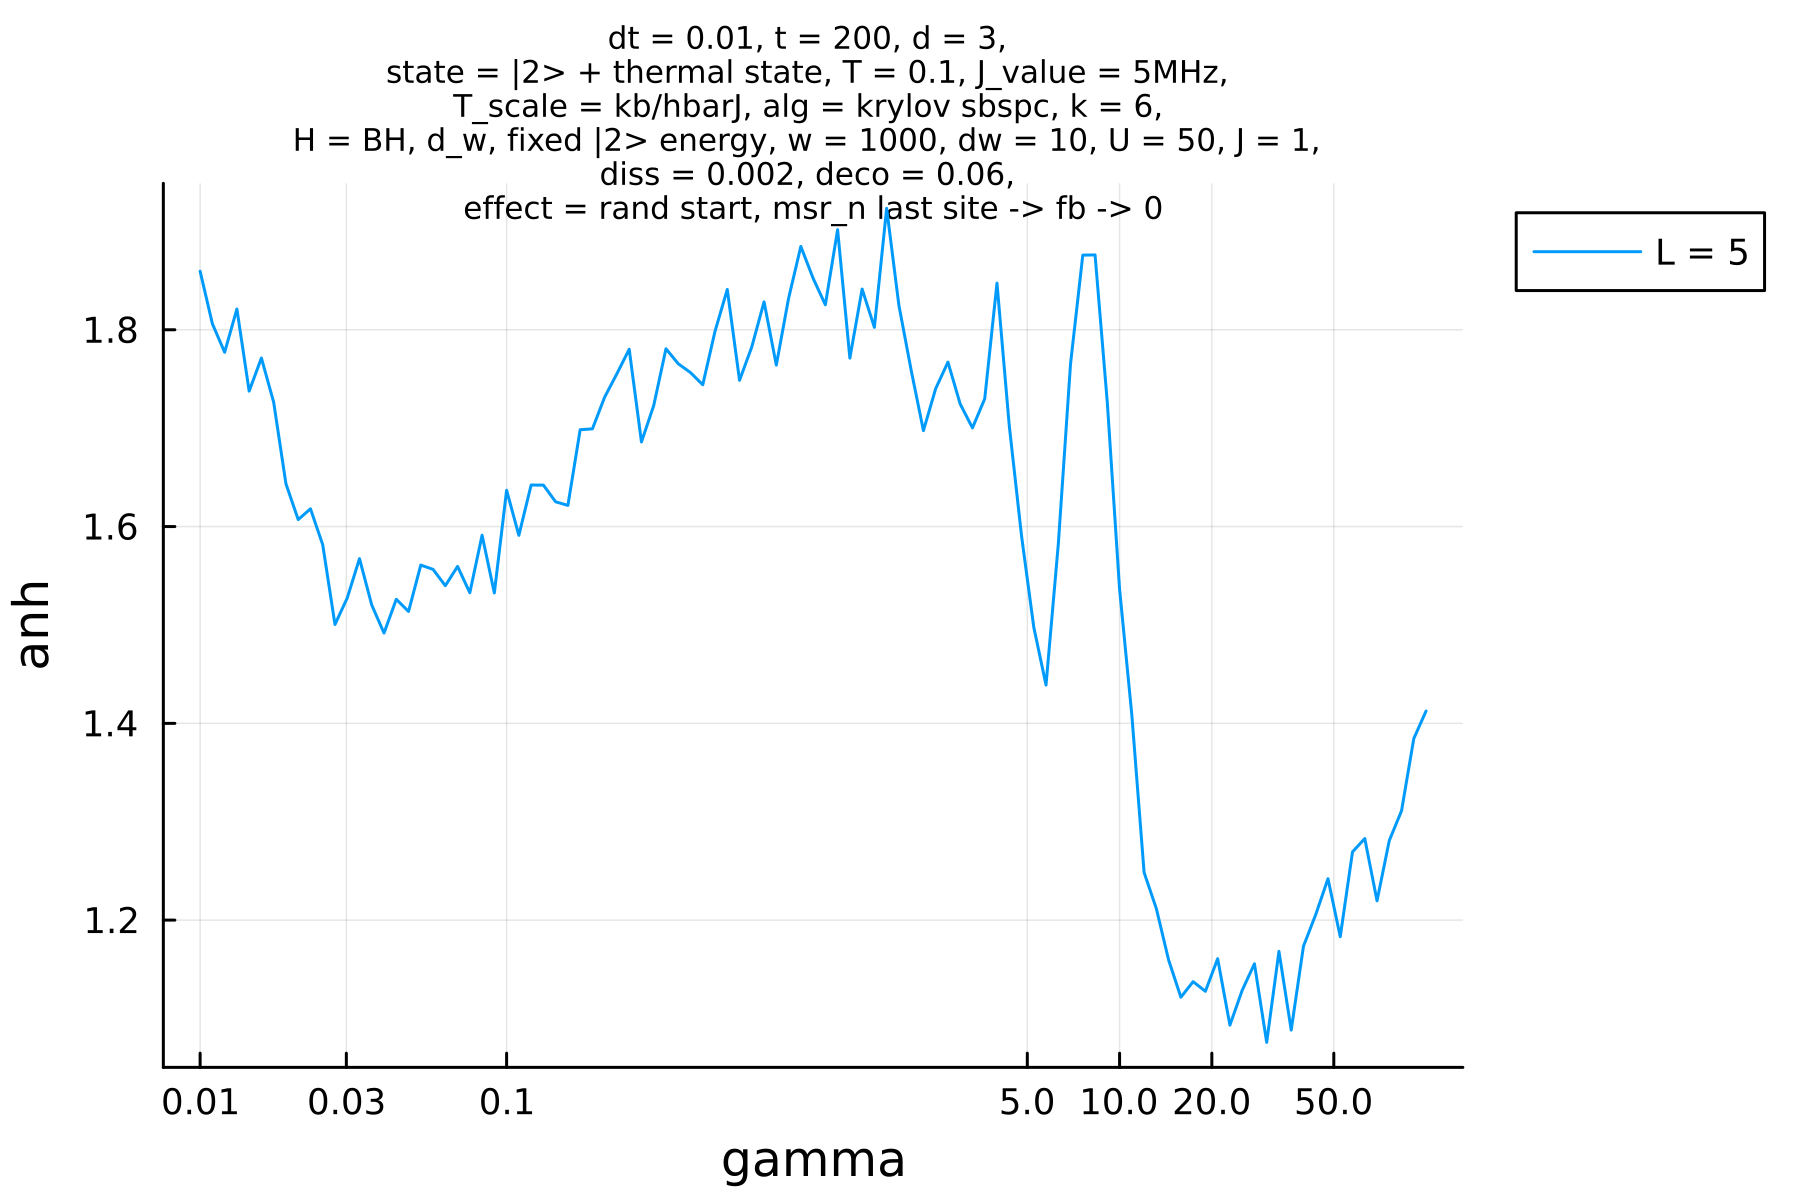 dt = 0.01, t = 200, d = 3,
state = |2> + thermal state, T = 0.1, J_value = 5MHz,
T_scale = kb/hbarJ, alg = krylov sbspc, k = 6,
H = BH, d_w, fixed |2> energy, w = 1000, dw = 10, U = 50, J = 1,
diss = 0.002, deco = 0.06,
effect = rand start, msr_n last site -> fb -> 0
L = 5
1.8
1.6
1.4
1.2
anh
0.01 0.03 0.1 5.0 10.0 20.0 50.0
gamma